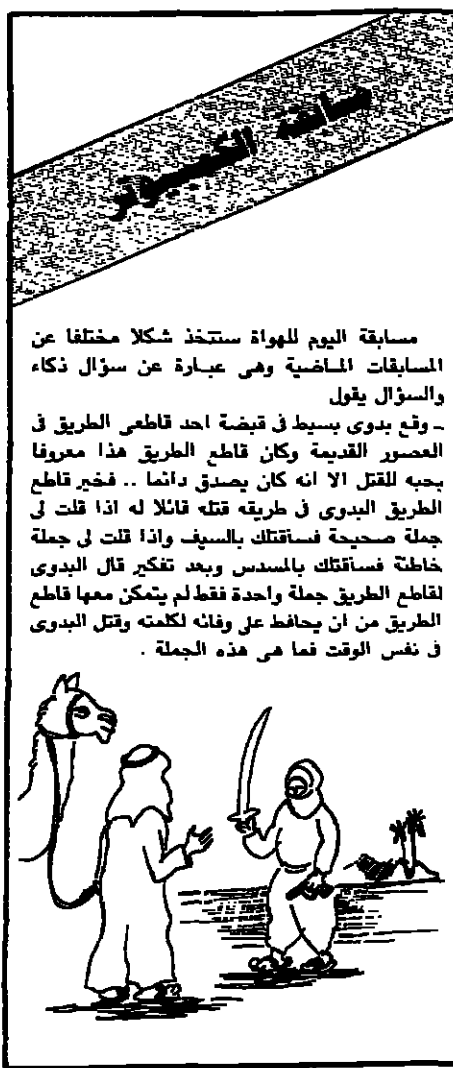 مسابقة الكمبيوتر
مسابقة اليوم للهواة ستتخذ شكلا مختلفا عن
المسابقات الماضية وهى عبارة عن سؤال ذكاء
والسؤال يقول
ـ وقع بدوى بسيط فى قبضة احد قاطعى الطريق فى
العصور القديمة وكان قاطع الطريق هذا معروفا
بحبه للقتل الا انه كان يصدق دائما .. فخير قاطع
الطريق البدوى فى طريقه قتله قائلا له اذا قلت لى
جملة صحيحة فسأقتلك بالسيف واذا قلت لى جملة
خاطئة فسأقتلك بالمسدس وبعد تفكير قال البدوى
لقاطع الطريق جملة واحدة فقط لم يتمكن معها قاطع
الطريق من ان يحافظ على وفائه لكلمته وقتل البدوى
فى نفس الوقت فما هى هذه الجملة .